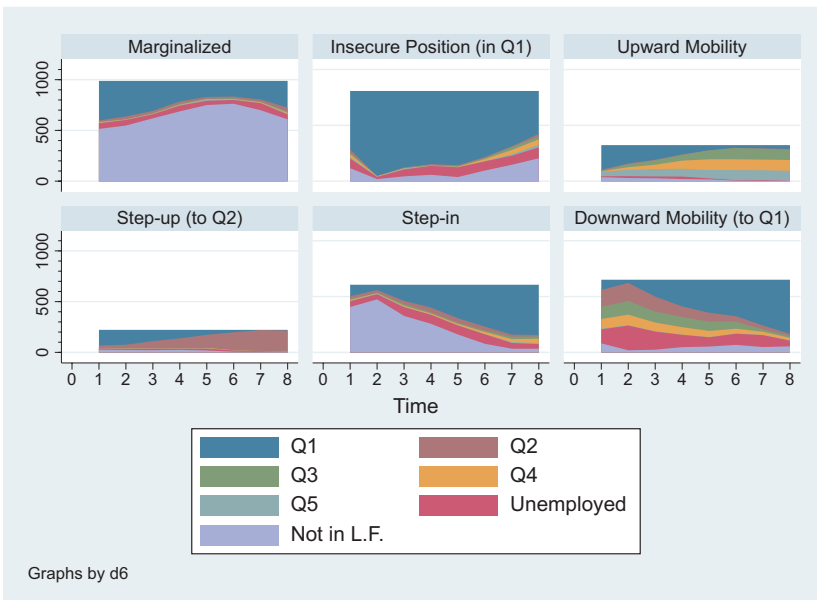 Marginalized
Insecure Position (in Q1)
Upward Mobility
1000
500
0
Step-up (to Q2)
Step-in
Downward Mobility (to Q1)
1000
500
0
0 1 2 3 4 5 6 7 8
0 1 2 3 4 5 6 7 8
0 1 2 3 4 5 6 7 8
Time
Q1
Q2
Q3
Q4
Q5
Unemployed
Not in L.F.
Graphs by d6